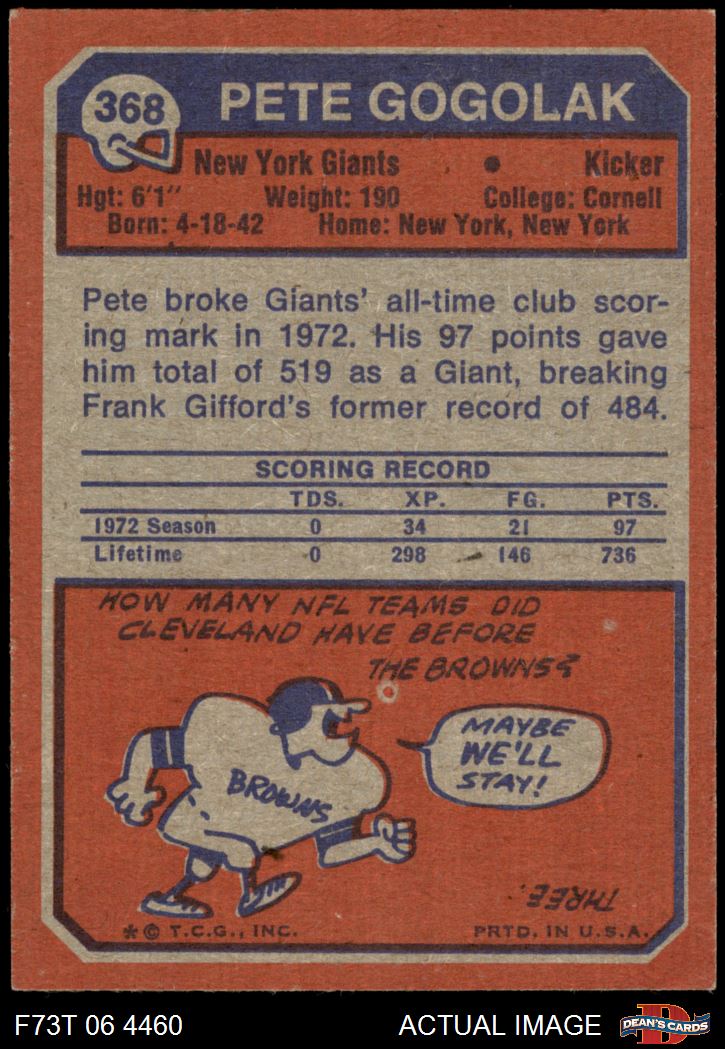 368 PETE GOGOLAK
New York Giants • Kicker
Hgt: 6'1" Weight: 190 College: Cornell
Born: 4-18-42 Home: New York, New York
Pete broke Giants' all-time club scor-
ing mark in 1972. His 97 points gave
him total of 519 as a Giant, breaking
Frank Gifford's former record of 484.
SCORING RECORD
TDS. XP. FG. PTS.
1972 Season 0 34 21 97
Lifetime 0 298 146 736
HOW MANY NFL TEAMS DID
CLEVELAND HAVE BEFORE
THE BROWNS?
MAYBE
WE'LL
STAY!
BROWNS
THREE.
* © T.C.G., INC. PRTD. IN U.S.A.
F73T 06 4460 ACTUAL IMAGE D DEAN'S CARDS